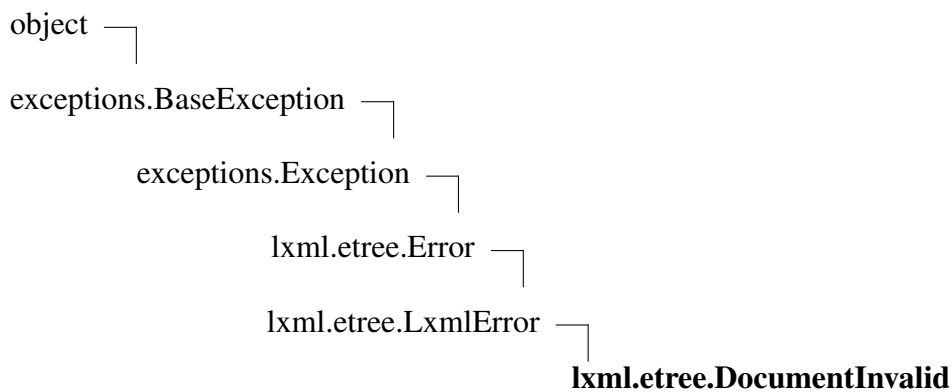 object
exceptions.BaseException
exceptions.Exception
lxml.etree.Error
lxml.etree.LxmlError
lxml.etree.DocumentInvalid